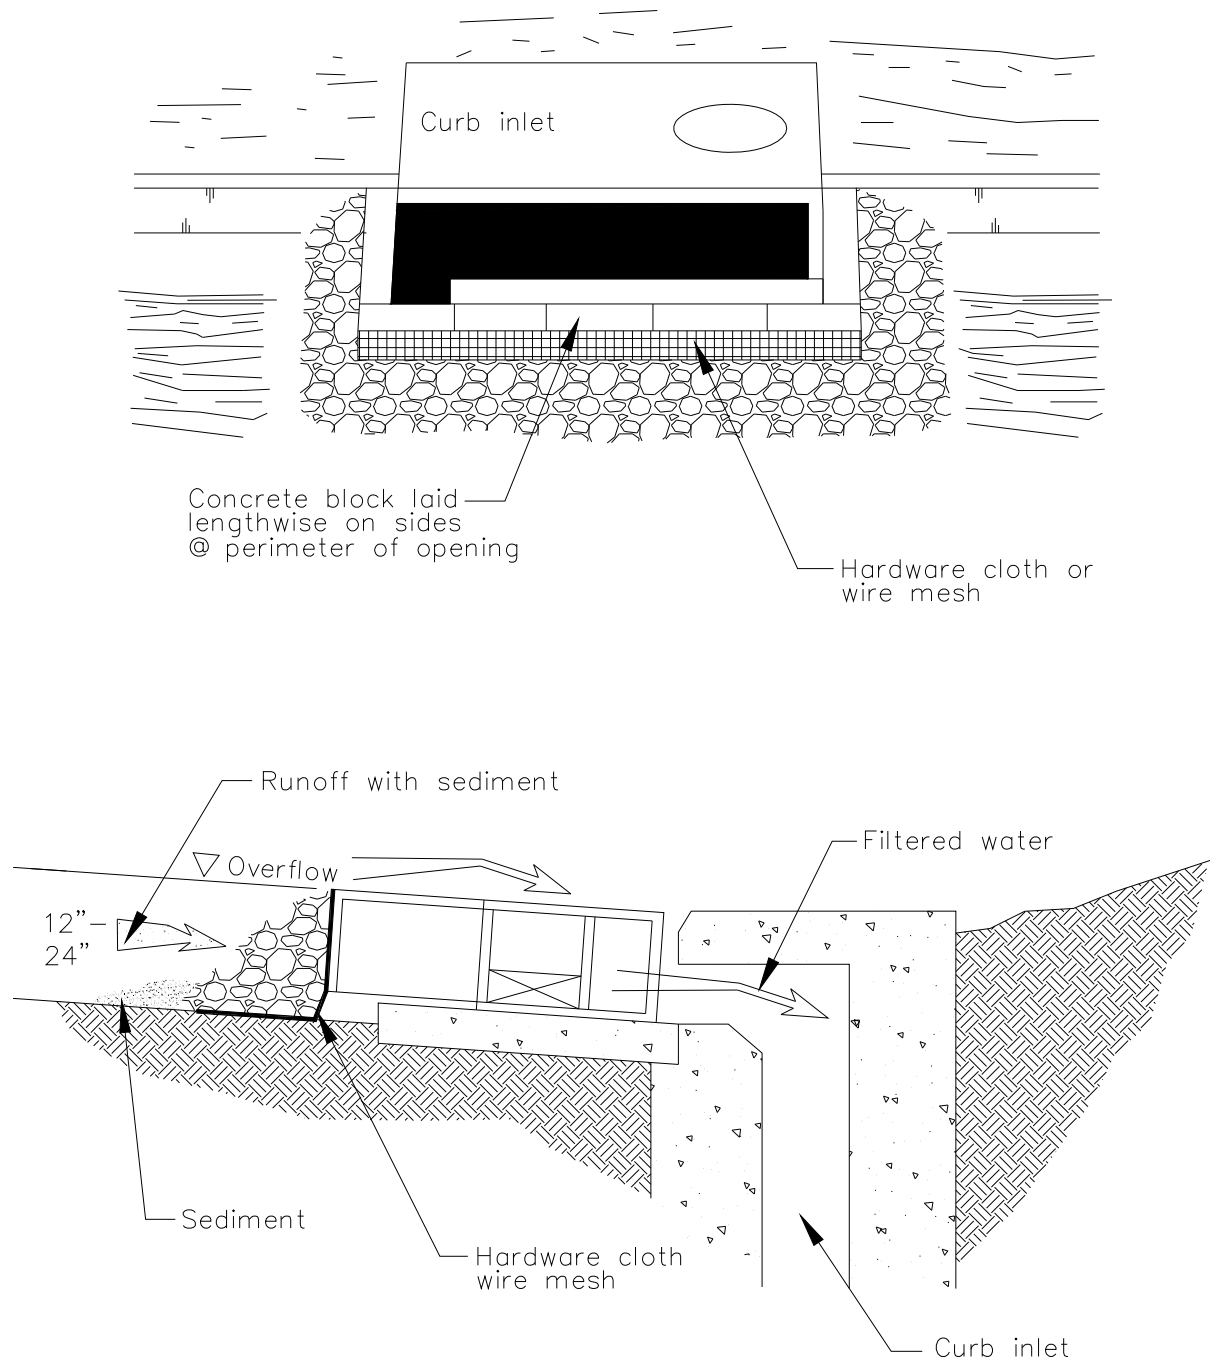 Curb inlet
Concrete block laid
lengthwise on sides
@ perimeter of opening
Hardware cloth or
wire mesh
Runoff with sediment
Filtered water
Overflow
12"–
24"
Sediment
Hardware cloth
wire mesh
Curb inlet